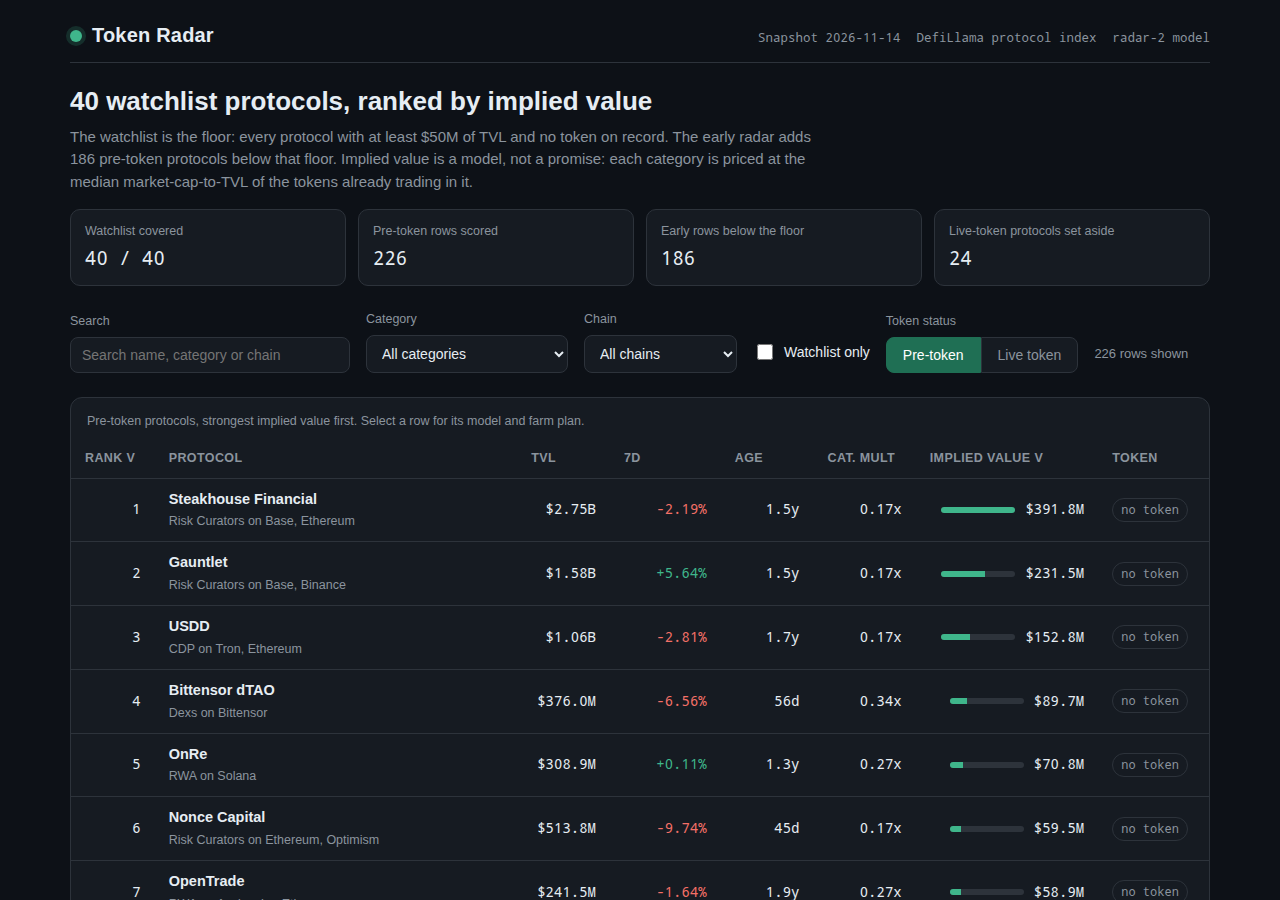 Token Radar
Snapshot 2026-11-14 DefiLlama protocol index radar-2 model
40 watchlist protocols, ranked by implied value
The watchlist is the floor: every protocol with at least $50M of TVL and no token on record. The early radar adds
186 pre-token protocols below that floor. Implied value is a model, not a promise: each category is priced at the
median market-cap-to-TVL of the tokens already trading in it.
Watchlist covered
40 / 40
Pre-token rows scored
226
Early rows below the floor
186
Live-token protocols set aside
24
Search
Search name, category or chain
Category
All categories
Chain
All chains
Watchlist only
Token status
Pre-token Live token
226 rows shown
Pre-token protocols, strongest implied value first. Select a row for its model and farm plan.
RANK V PROTOCOL TVL 7D AGE CAT. MULT IMPLIED VALUE V TOKEN
1 Steakhouse Financial $2.75B -2.19% 1.5y 0.17x $391.8M no token
Risk Curators on Base, Ethereum
2 Gauntlet $1.58B +5.64% 1.5y 0.17x $231.5M no token
Risk Curators on Base, Binance
3 USDD $1.06B -2.81% 1.7y 0.17x $152.8M no token
CDP on Tron, Ethereum
4 Bittensor dTAO $376.0M -6.56% 56d 0.34x $89.7M no token
Dexs on Bittensor
5 OnRe $308.9M +0.11% 1.3y 0.27x $70.8M no token
RWA on Solana
6 Nonce Capital $513.8M -9.74% 45d 0.17x $59.5M no token
Risk Curators on Ethereum, Optimism
7 OpenTrade $241.5M -1.64% 1.9y 0.27x $58.9M no token